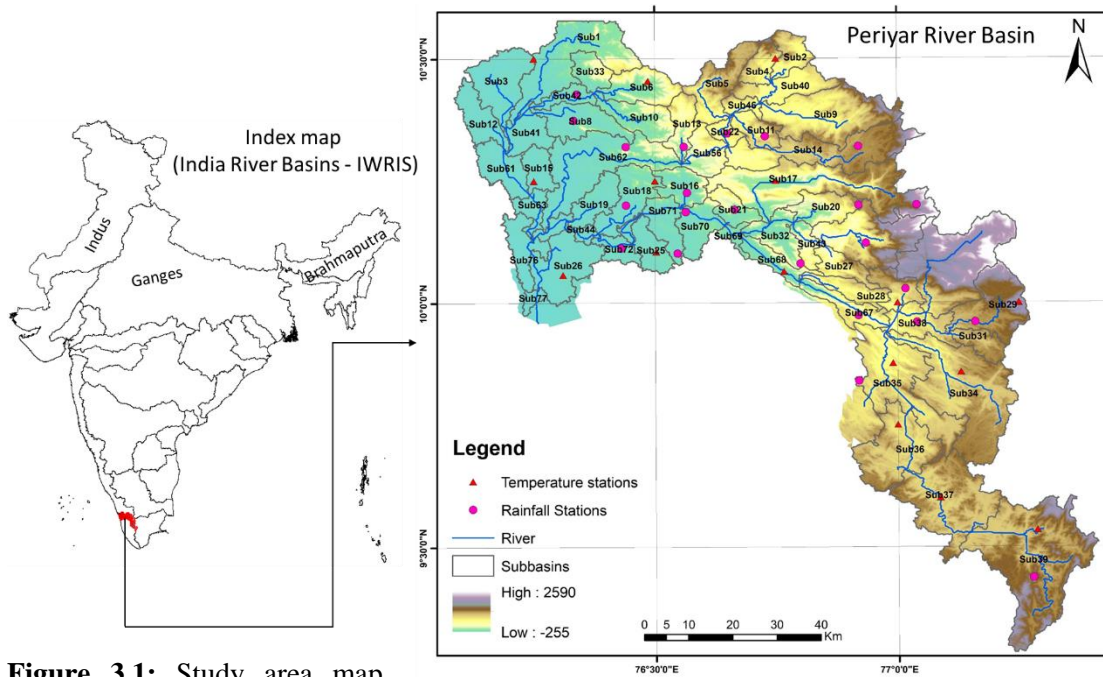 Periyar River Basin
N
Index map
(India River Basins - IWRIS)
Indus
Ganges
Brahmaputra
10°30'0"N
10°0'0"N
9°30'0"N
76°30'0"E
77°0'0"E
Sub1
Sub2
Sub33
Sub3
Sub4
Sub5
Sub6
Sub40
Sub42
Sub46
Sub12
Sub41
Sub8
Sub10
Sub13
Sub22
Sub11
Sub9
Sub62
Sub56
Sub14
Sub61
Sub15
Sub17
Sub18
Sub16
Sub63
Sub19
Sub71
Sub21
Sub20
Sub44
Sub70
Sub69
Sub32
Sub43
Sub76
Sub72
Sub25
Sub68
Sub27
Sub26
Sub77
Sub28
Sub29
Sub67
Sub38
Sub31
Sub35
Sub34
Sub36
Sub37
Sub39
Legend
Temperature stations
Rainfall Stations
River
Subbasins
High : 2590
Low : -255
0 5 10 20 30 40
Km
Figure 3.1: Study area map